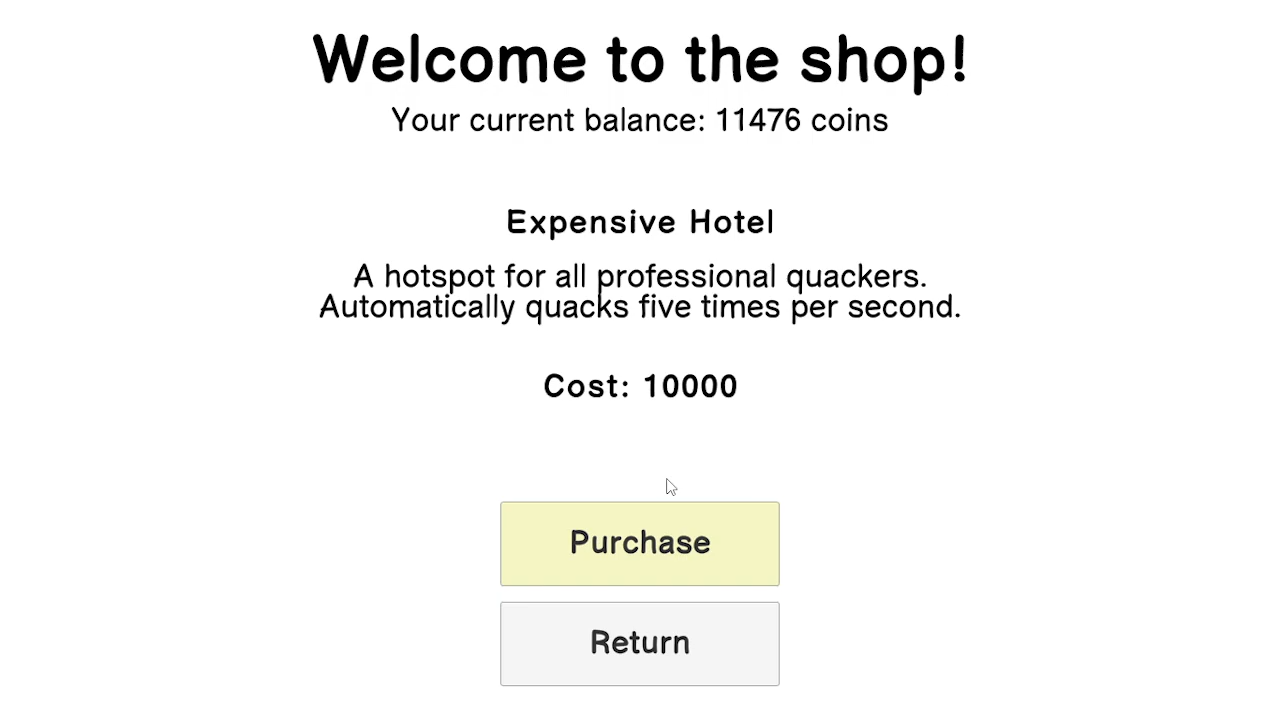 Welcome to the shop!
Your current balance: 11476 coins
Expensive Hotel
A hotspot for all professional quackers.
Automatically quacks five times per second.
Cost: 10000
Purchase
Return